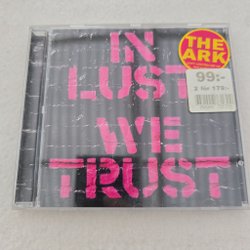 IN
LUST
WE
TRUST
THE
ARK
99:-
2 för 179:-